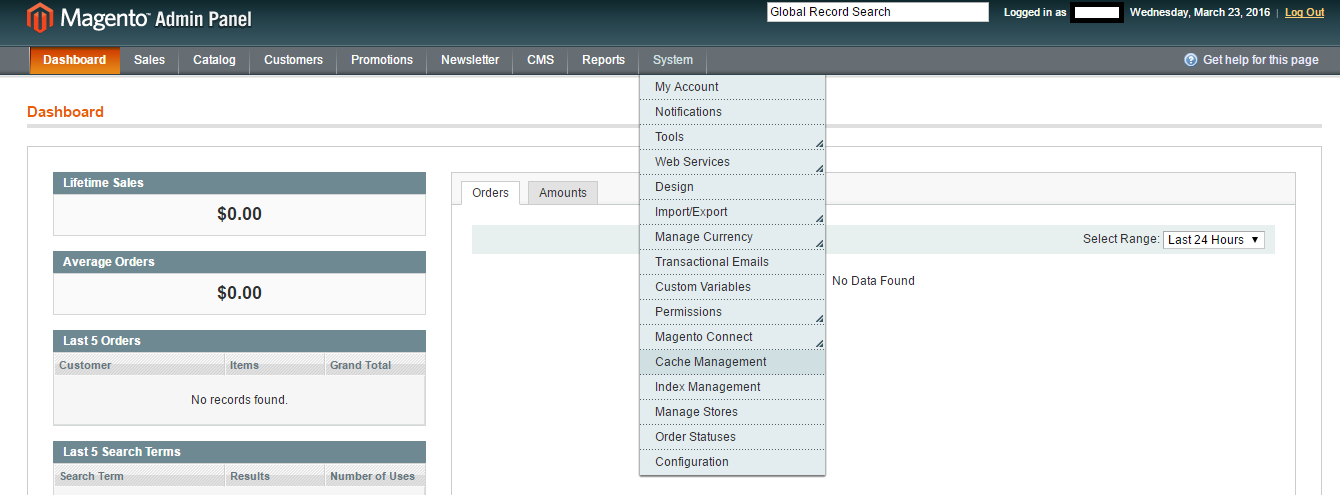 Magento™ Admin Panel
Global Record Search
Logged in as
Wednesday, March 23, 2016 | Log Out
Dashboard Sales Catalog Customers Promotions Newsletter CMS Reports System
Get help for this page
My Account
Notifications
Tools
Web Services
Design
Import/Export
Manage Currency
Transactional Emails
Custom Variables
Permissions
Magento Connect
Cache Management
Index Management
Manage Stores
Order Statuses
Configuration
Dashboard
Lifetime Sales
$0.00
Average Orders
$0.00
Last 5 Orders
Customer Items Grand Total
No records found.
Last 5 Search Terms
Search Term Results Number of Uses
Orders Amounts
Select Range: Last 24 Hours
No Data Found